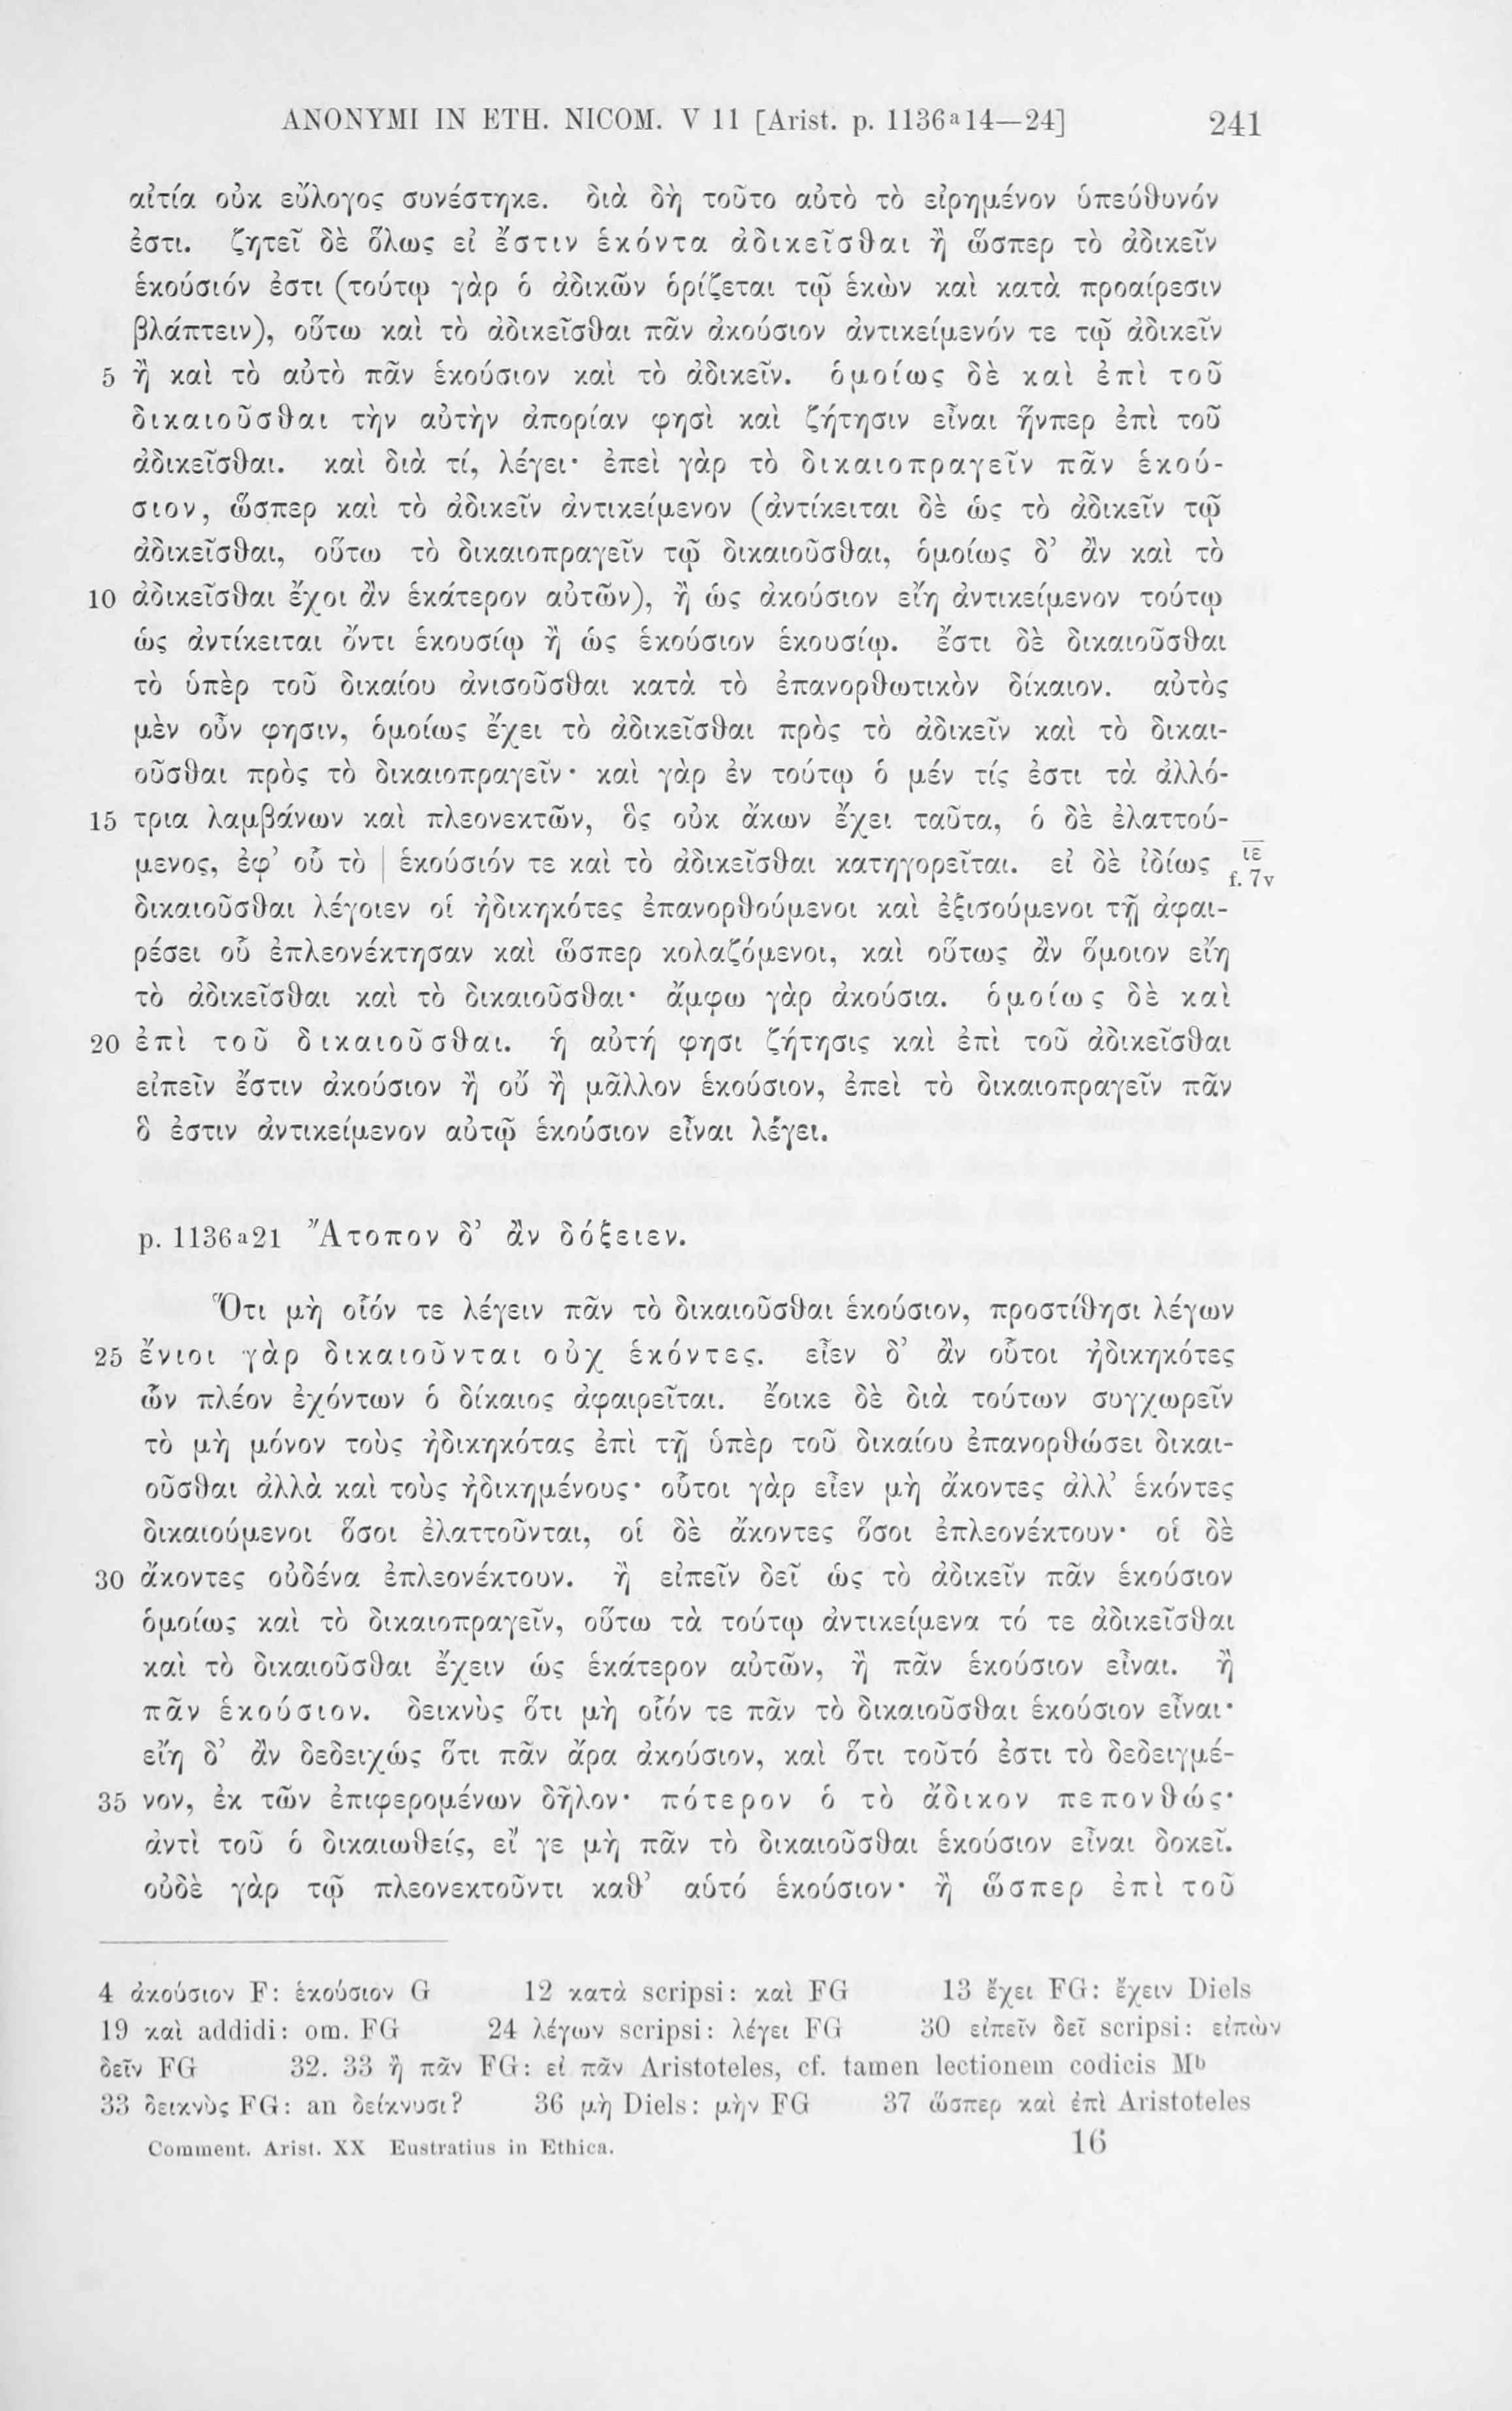 ANONYMI IN ETH. NICOM. V 11 [Arist. p. 1136a14—24] 241
αἰτία οὐκ εὔλογος συνέστηκε. διὰ δὴ τοῦτο αὐτὸ τὸ εἰρημένον ὑπεύθυνόν
ἐστι. ζητεῖ δὲ ὅλως εἰ ἔστιν ἑκόντα ἀδικεῖσθαι ἢ ὥσπερ τὸ ἀδικεῖν
ἑκούσιόν ἐστι (τούτῳ γὰρ ὁ ἀδικῶν ὁρίζεται τῷ ἑκὼν καὶ κατὰ προαίρεσιν
βλάπτειν), οὕτω καὶ τὸ ἀδικεῖσθαι πᾶν ἀκούσιον ἀντικείμενόν τε τῷ ἀδικεῖν
5 ἢ καὶ τὸ αὐτὸ πᾶν ἑκούσιον καὶ τὸ ἀδικεῖν. ὁμοίως δὲ καὶ ἐπὶ τοῦ
δικαιοῦσθαι τὴν αὐτὴν ἀπορίαν φησὶ καὶ ζήτησιν εἶναι ἥνπερ ἐπὶ τοῦ
ἀδικεῖσθαι. καὶ διὰ τί, λέγει· ἐπεὶ γὰρ τὸ δικαιοπραγεῖν πᾶν ἑκού-
σιον, ὥσπερ καὶ τὸ ἀδικεῖν ἀντικείμενον (ἀντίκειται δὲ ὡς τὸ ἀδικεῖν τῷ
ἀδικεῖσθαι, οὕτω τὸ δικαιοπραγεῖν τῷ δικαιοῦσθαι, ὁμοίως δ’ ἂν καὶ τὸ
10 ἀδικεῖσθαι ἔχοι ἂν ἑκάτερον αὐτῶν), ἢ ὡς ἀκούσιον εἴη ἀντικείμενον τούτῳ
ὡς ἀντίκειται ὄντι ἑκουσίῳ ἢ ὡς ἑκούσιον ἑκουσίῳ. ἔστι δὲ δικαιοῦσθαι
τὸ ὑπὲρ τοῦ δικαίου ἀνισοῦσθαι κατὰ τὸ ἐπανορθωτικὸν δίκαιον. αὐτὸς
μὲν οὖν φησιν, ὁμοίως ἔχει τὸ ἀδικεῖσθαι πρὸς τὸ ἀδικεῖν καὶ τὸ δικαι-
οῦσθαι πρὸς τὸ δικαιοπραγεῖν· καὶ γὰρ ἐν τούτῳ ὁ μέν τίς ἐστι τὰ ἀλλό-
15 τρια λαμβάνων καὶ πλεονεκτῶν, ὃς οὐκ ἄκων ἔχει ταῦτα, ὁ δὲ ἐλαττού-
μενος, ἐφ’ οὗ τὸ | ἑκούσιόν τε καὶ τὸ ἀδικεῖσθαι κατηγορεῖται. εἰ δὲ ἰδίως ιε f. 7v
δικαιοῦσθαι λέγοιεν οἱ ἠδικηκότες ἐπανορθούμενοι καὶ ἐξισούμενοι τῇ ἀφαι-
ρέσει οὗ ἐπλεονέκτησαν καὶ ὥσπερ κολαζόμενοι, καὶ οὕτως ἂν ὅμοιον εἴη
τὸ ἀδικεῖσθαι καὶ τὸ δικαιοῦσθαι· ἄμφω γὰρ ἀκούσια. ὁμοίως δὲ καὶ
20 ἐπὶ τοῦ δικαιοῦσθαι. ἡ αὐτή φησι ζήτησις καὶ ἐπὶ τοῦ ἀδικεῖσθαι
εἰπεῖν ἔστιν ἀκούσιον ἢ οὔ ἢ μᾶλλον ἑκούσιον, ἐπεὶ τὸ δικαιοπραγεῖν πᾶν
ὅ ἐστιν ἀντικείμενον αὐτῷ ἑκούσιον εἶναι λέγει.
p. 1136a21 Ἄτοπον δ’ ἂν δόξειεν.
Ὅτι μὴ οἷόν τε λέγειν πᾶν τὸ δικαιοῦσθαι ἑκούσιον, προστίθησι λέγων
25 ἔνιοι γὰρ δικαιοῦνται οὐχ ἑκόντες. εἶεν δ’ ἂν οὗτοι ἠδικηκότες
ὧν πλέον ἐχόντων ὁ δίκαιος ἀφαιρεῖται. ἔοικε δὲ διὰ τούτων συγχωρεῖν
τὸ μὴ μόνον τοὺς ἠδικηκότας ἐπὶ τῇ ὑπὲρ τοῦ δικαίου ἐπανορθώσει δικαι-
οῦσθαι ἀλλὰ καὶ τοὺς ἠδικημένους· οὗτοι γὰρ εἶεν μὴ ἄκοντες ἀλλ’ ἑκόντες
δικαιούμενοι ὅσοι ἐλαττοῦνται, οἱ δὲ ἄκοντες ὅσοι ἐπλεονέκτουν· οἱ δὲ
30 ἄκοντες οὐδένα ἐπλεονέκτουν. ἢ εἰπεῖν δεῖ ὡς τὸ ἀδικεῖν πᾶν ἑκούσιον
ὁμοίως καὶ τὸ δικαιοπραγεῖν, οὕτω τὰ τούτῳ ἀντικείμενα τό τε ἀδικεῖσθαι
καὶ τὸ δικαιοῦσθαι ἔχειν ὡς ἑκάτερον αὐτῶν, ἢ πᾶν ἑκούσιον εἶναι. ἢ
πᾶν ἑκούσιον. δεικνὺς ὅτι μὴ οἷόν τε πᾶν τὸ δικαιοῦσθαι ἑκούσιον εἶναι·
εἴη δ’ ἂν δεδειχὼς ὅτι πᾶν ἄρα ἀκούσιον, καὶ ὅτι τοῦτό ἐστι τὸ δεδειγμέ-
35 νον, ἐκ τῶν ἐπιφερομένων δῆλον· πότερον ὁ τὸ ἄδικον πεπονθώς·
ἀντὶ τοῦ ὁ δικαιωθείς, εἴ γε μὴ πᾶν τὸ δικαιοῦσθαι ἑκούσιον εἶναι δοκεῖ.
οὐδὲ γὰρ τῷ πλεονεκτοῦντι καθ’ αὑτό ἑκούσιον· ἢ ὥσπερ ἐπὶ τοῦ
4 ἀκούσιον F: ἑκούσιον G 12 κατὰ scripsi: καὶ FG 13 ἔχει FG: ἔχειν Diels
19 καὶ addidi: om. FG 24 λέγων scripsi: λέγει FG 30 εἰπεῖν δεῖ scripsi: εἰπὼν
δεῖν FG 32. 33 ἢ πᾶν FG: εἰ πᾶν Aristoteles, cf. tamen lectionem codicis Mb
33 δεικνὺς FG: an δείκνυσι? 36 μὴ Diels: μὴν FG 37 ὥσπερ καὶ ἐπὶ Aristoteles
Comment. Arist. XX Eustratius in Ethica. 16